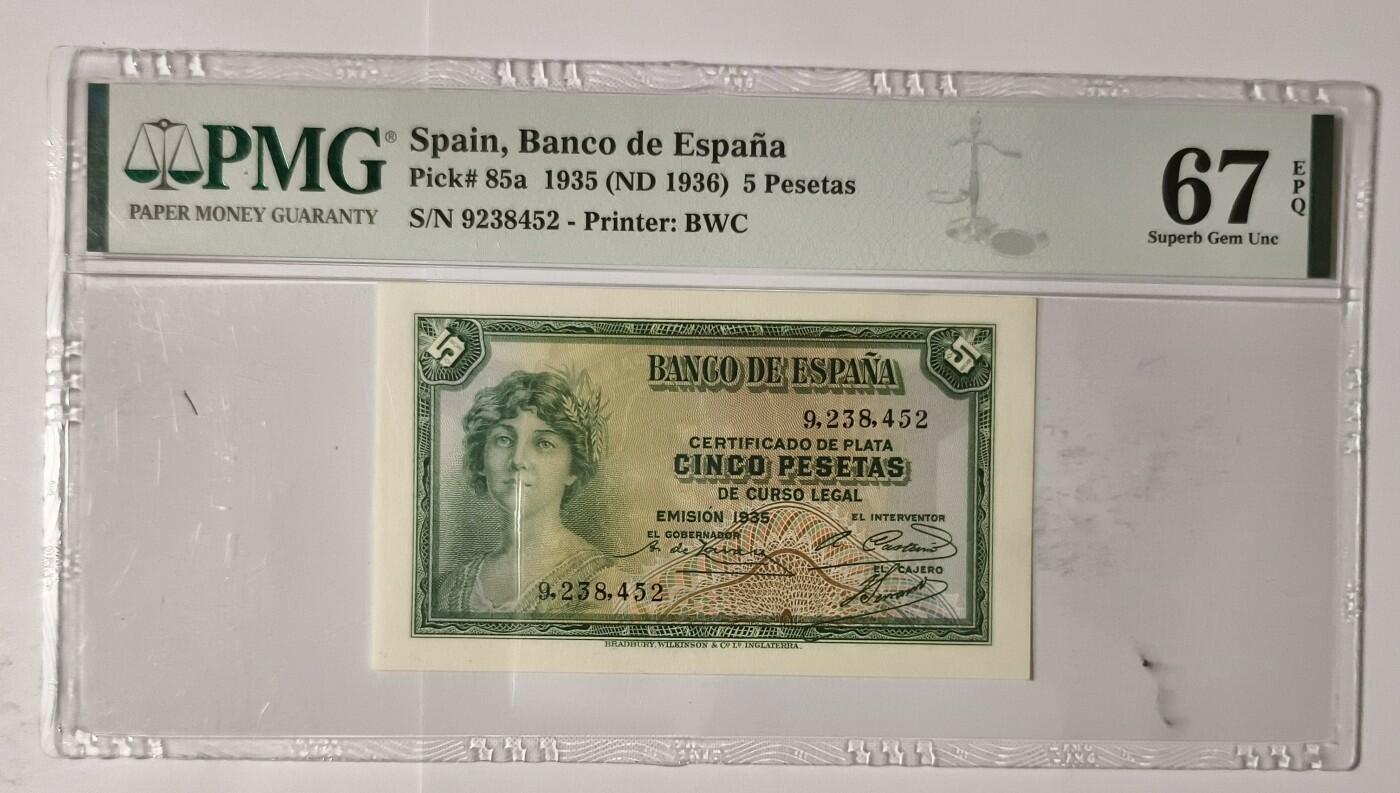 PMG®
PAPER MONEY GUARANTY
Spain, Banco de España
Pick# 85a 1935 (ND 1936) 5 Pesetas
S/N 9238452 - Printer: BWC
67
EPQ
Superb Gem Unc
5
5
BANCO DE ESPAÑA
9,238,452
CERTIFICADO DE PLATA
CINCO PESETAS
DE CURSO LEGAL
EMISIÓN 1935
EL INTERVENTOR
EL GOBERNADOR
EL CAJERO
9,238,452
BRADBURY, WILKINSON & Cº Lº. INGLATERRA.